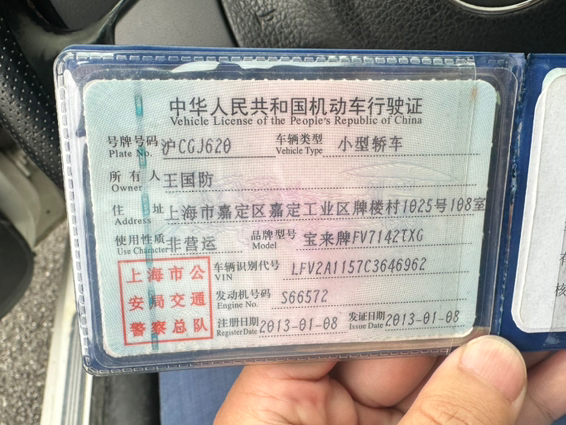 中华人民共和国机动车行驶证
Vehicle License of the People's Republic of China
号牌号码 沪CGJ620 车辆类型 小型轿车
Plate No. Vehicle Type
所有人 王国防
Owner
住址 上海市嘉定区嘉定工业区牌楼村1025号108室
Address
使用性质 非营运 品牌型号 宝来牌FV7142TXG
Use Character Model
上海市公
安局交通
警察总队
车辆识别代号 LFV2A1157C3646962
VIN
发动机号码 S66572
Engine No.
注册日期 2013-01-08 发证日期 2013-01-08
Register Date Issue Date